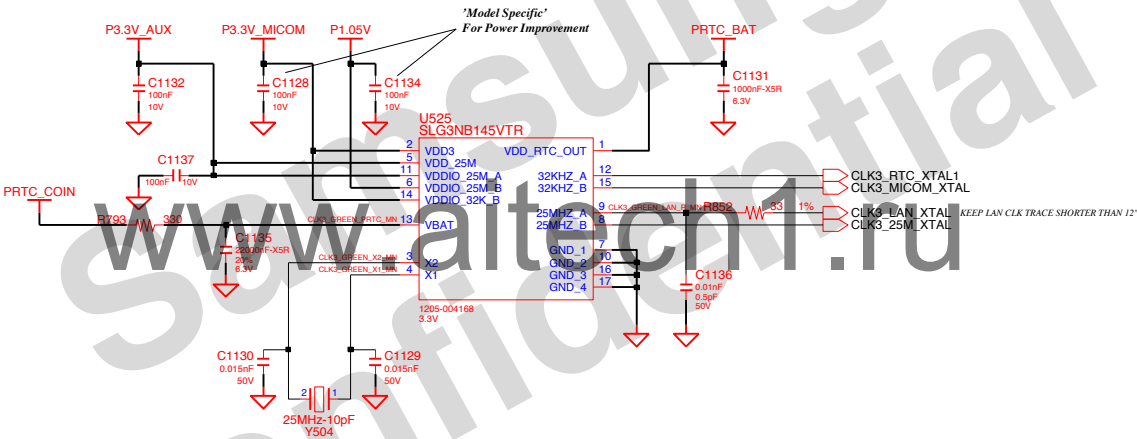 'Model Specific'
For Power Improvement
P3.3V_AUX
P3.3V_MICOM
P1.05V
PRTC_BAT
C1132
100nF
10V
C1128
100nF
10V
C1134
100nF
10V
C1131
1000nF-X5R
6.3V
U525
SLG3NB145VTR
2 VDD3
5 VDD_25M
11 VDDIO_25M_A
6 VDDIO_25M_B
14 VDDIO_32K_B
13 VBAT
3 X2
4 X1
VDD_RTC_OUT 1
32KHZ_A 12
32KHZ_B 15
25MHZ_A 9
25MHZ_B 8
GND_1 7
GND_2 10
GND_3 16
GND_4 17
1205-004168
3.3V
C1137
100nF 10V
PRTC_COIN
R793 330
CLK3_GREEN_PRTC_MN
C1135
22000nF-X5R
20%
6.3V
CLK3_GREEN_X2_MN
CLK3_GREEN_X1_MN
CLK3_RTC_XTAL1
CLK3_MICOM_XTAL
CLK3_GREEN_LAN_R_MN
R852 33 1%
CLK3_LAN_XTAL
KEEP LAN CLK TRACE SHORTER THAN 12"
CLK3_25M_XTAL
C1136
0.01nF
0.5pF
50V
C1130
0.015nF
50V
C1129
0.015nF
50V
2 1
25MHz-10pF
Y504
Samsung
Confidential
www.aitech1.ru